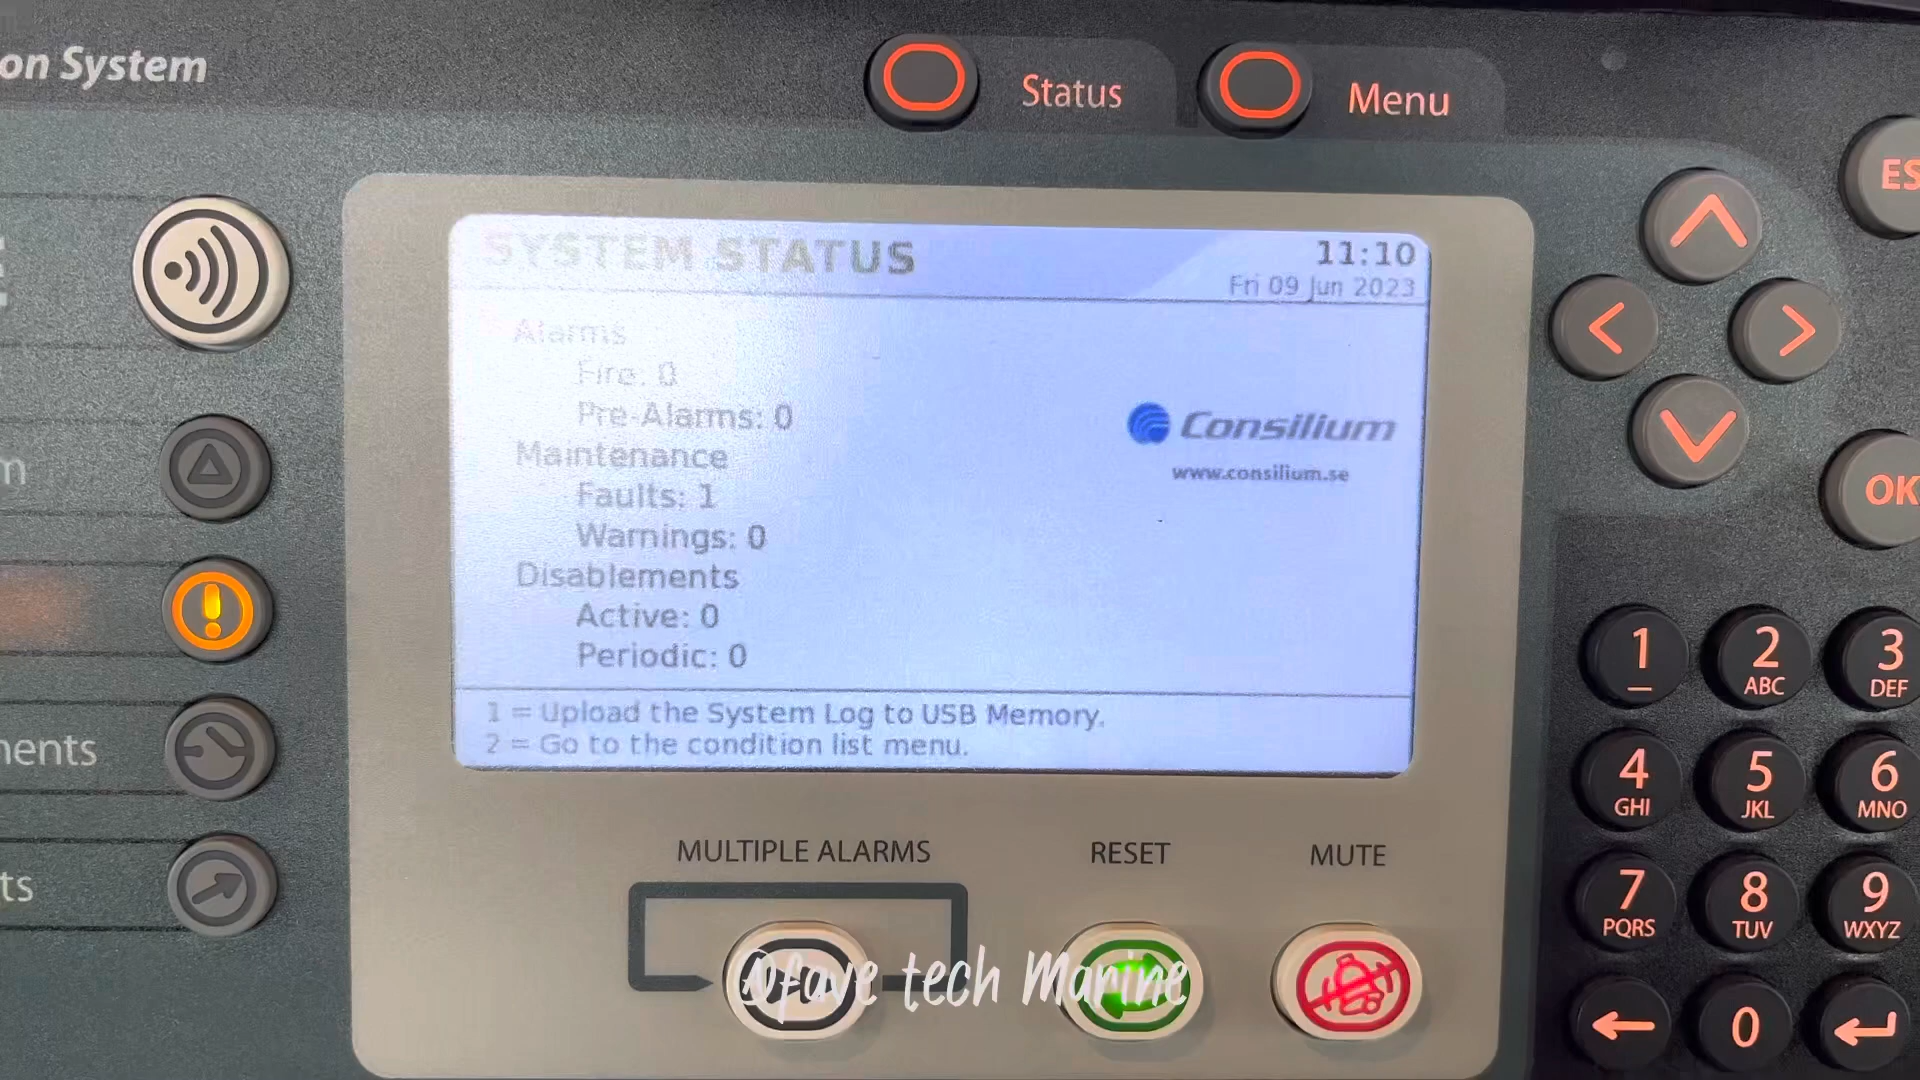 on System
Status
Menu
ES
SYSTEM STATUS
11:10
Fri 09 Jun 2023
Alarms
Fire: 0
Pre-Alarms: 0
Maintenance
Faults: 1
Warnings: 0
Disablements
Active: 0
Periodic: 0
Consilium
www.consilium.se
1 = Upload the System Log to USB Memory.
2 = Go to the condition list menu.
m
nents
ts
OK
1 _
2 ABC
3 DEF
4 GHI
5 JKL
6 MNO
7 PQRS
8 TUV
9 WXYZ
0
MULTIPLE ALARMS
RESET
MUTE
fave tech Marine